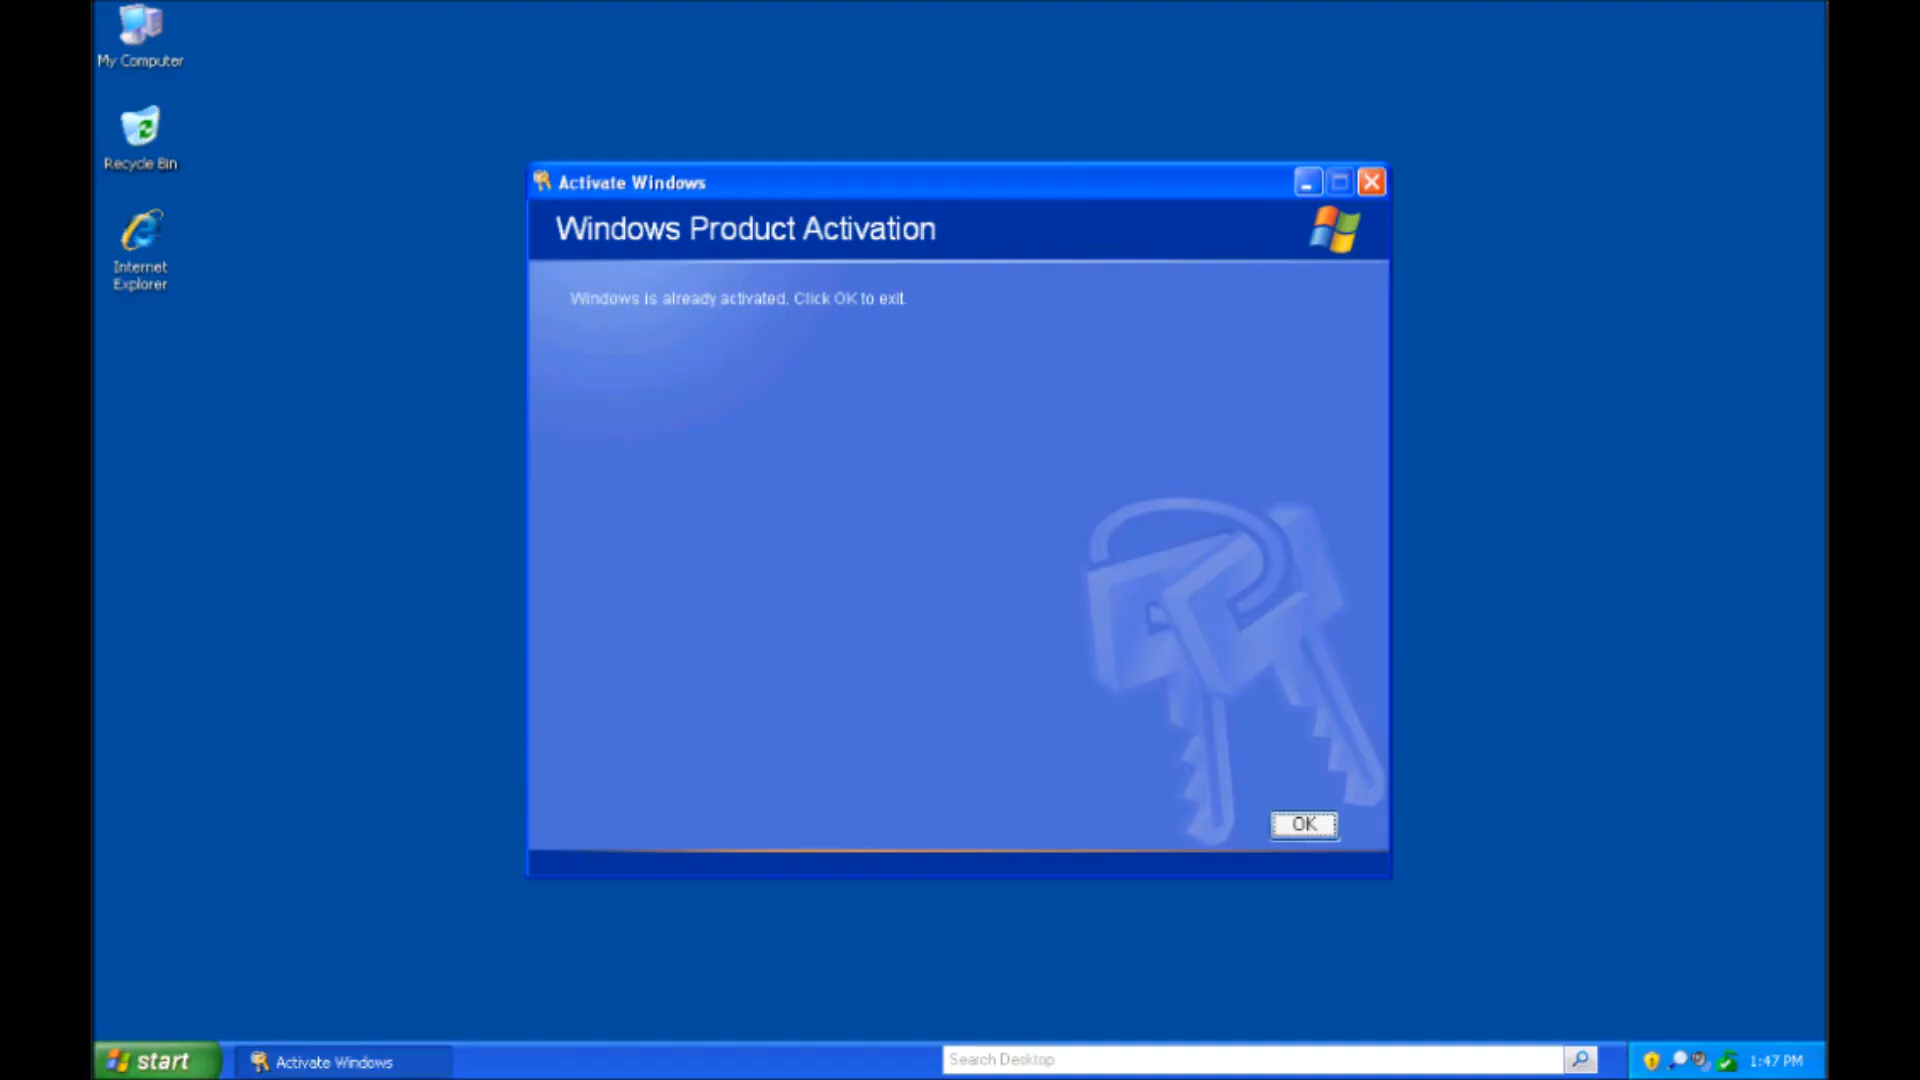 My Computer
Recycle Bin
Internet
Explorer
Activate Windows
Windows Product Activation
Windows is already activated. Click OK to exit.
OK
start
Activate Windows
Search Desktop
1:47 PM